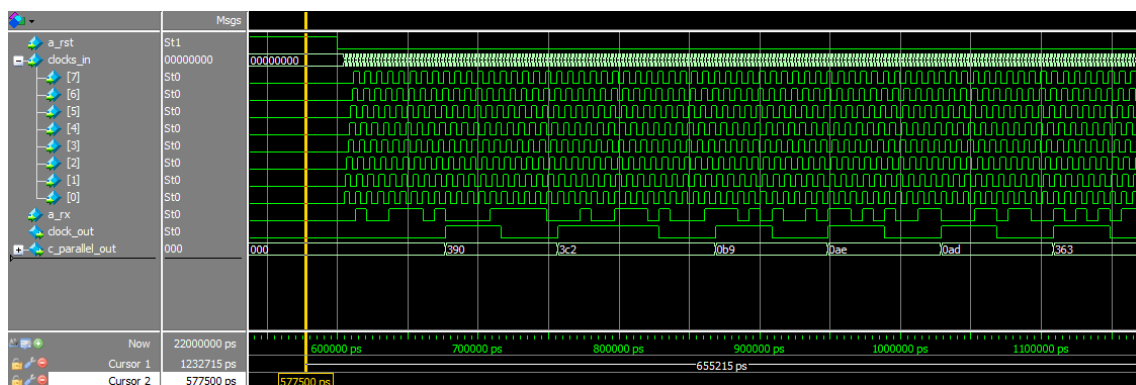 Msgs
a_rst St1
clocks_in 00000000 00000000
[7] St0
[6] St0
[5] St0
[4] St0
[3] St0
[2] St0
[1] St0
[0] St0
a_rx St0
clock_out St0
c_parallel_out 000 000 390 3c2 0b9 0ae 0ad 363
Now 22000000 ps 600000 ps 700000 ps 800000 ps 900000 ps 1000000 ps 1100000 ps
Cursor 1 1232715 ps 655215 ps
Cursor 2 577500 ps 577500 ps